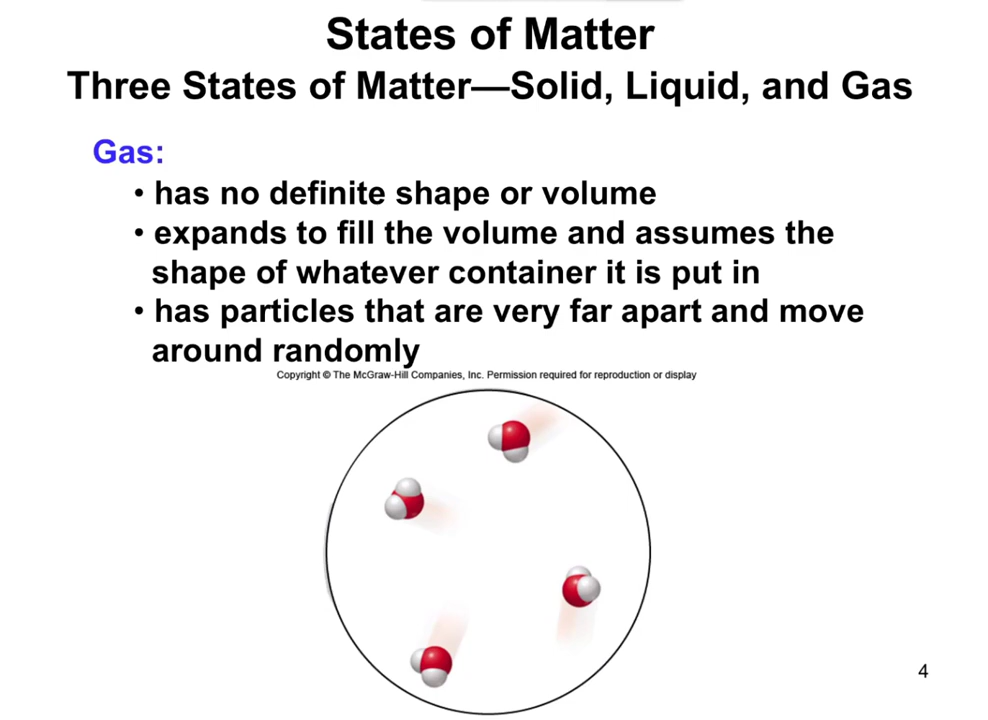 States of Matter
Three States of Matter—Solid, Liquid, and Gas
Gas:
• has no definite shape or volume
• expands to fill the volume and assumes the
shape of whatever container it is put in
• has particles that are very far apart and move
around randomly
Copyright © The McGraw-Hill Companies, Inc. Permission required for reproduction or display
4